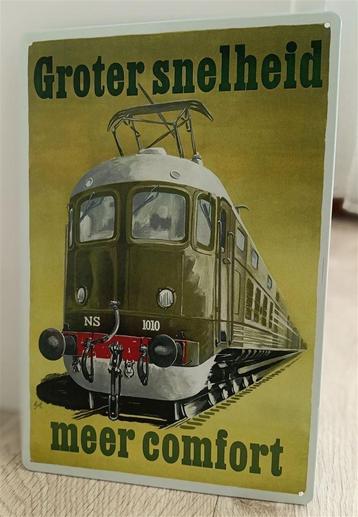 Groter snelheid
NS 1010
meer comfort